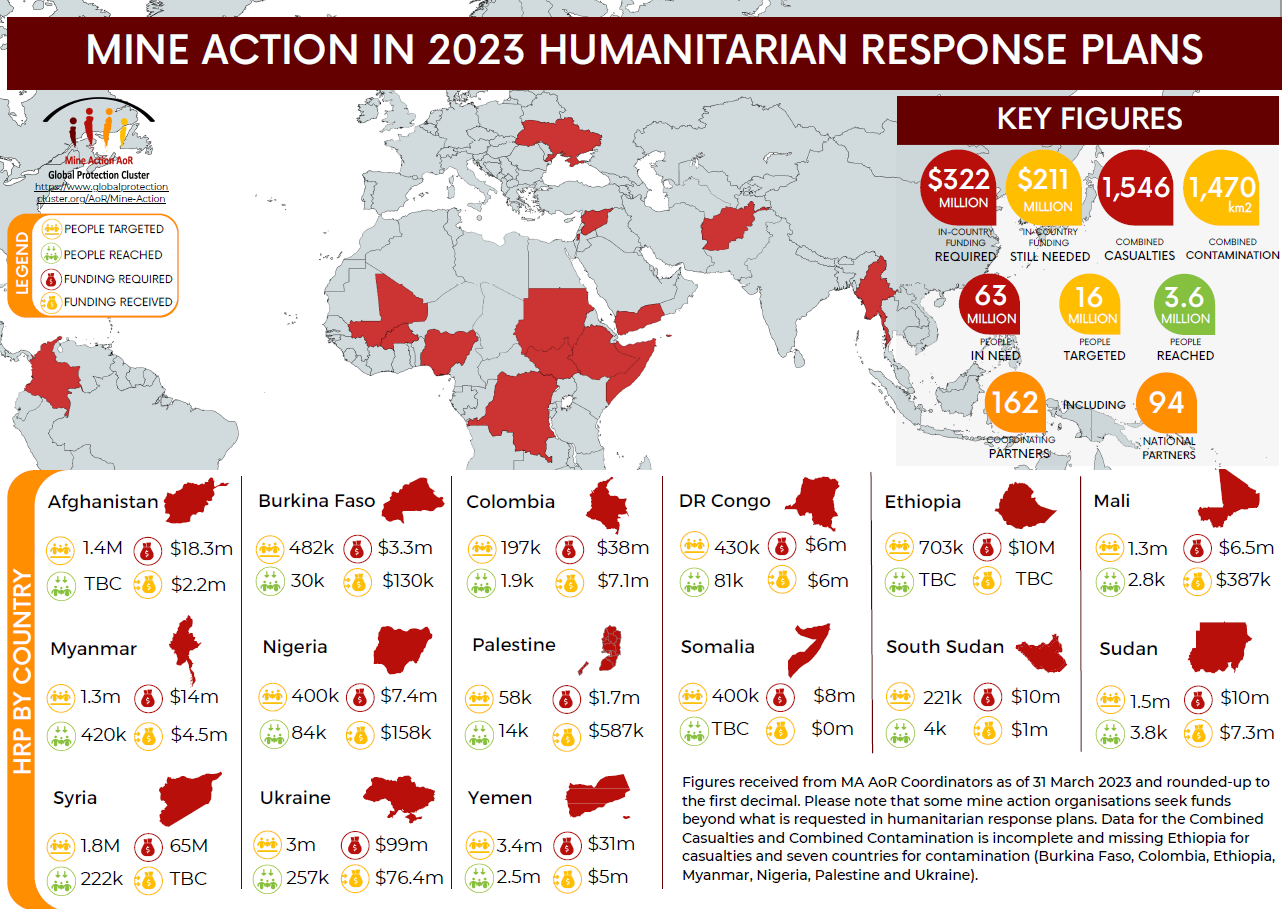 MINE ACTION IN 2023 HUMANITARIAN RESPONSE PLANS
Mine Action AoR
Global Protection Cluster
https://www.globalprotection
cluster.org/AoR/Mine-Action
LEGEND
PEOPLE TARGETED
PEOPLE REACHED
FUNDING REQUIRED
FUNDING RECEIVED
KEY FIGURES
$322
MILLION
IN-COUNTRY
FUNDING
REQUIRED
$211
MILLION
IN-COUNTRY
FUNDING
STILL NEEDED
1,546
COMBINED
CASUALTIES
1,470
km2
COMBINED
CONTAMINATION
63
MILLION
PEOPLE
IN NEED
16
MILLION
PEOPLE
TARGETED
3.6
MILLION
PEOPLE
REACHED
162
COORDINATING
PARTNERS
INCLUDING
94
NATIONAL
PARTNERS
HRP BY COUNTRY
Afghanistan
1.4M $18.3m
TBC $2.2m
Burkina Faso
482k $3.3m
30k $130k
Colombia
197k $38m
1.9k $7.1m
DR Congo
430k $6m
81k $6m
Ethiopia
703k $10M
TBC TBC
Mali
1.3m $6.5m
2.8k $387k
Myanmar
1.3m $14m
420k $4.5m
Nigeria
400k $7.4m
84k $158k
Palestine
58k $1.7m
14k $587k
Somalia
400k $8m
TBC $0m
South Sudan
221k $10m
4k $1m
Sudan
1.5m $10m
3.8k $7.3m
Syria
1.8M 65M
222k TBC
Ukraine
3m $99m
257k $76.4m
Yemen
3.4m $31m
2.5m $5m
Figures received from MA AoR Coordinators as of 31 March 2023 and rounded-up to
the first decimal. Please note that some mine action organisations seek funds
beyond what is requested in humanitarian response plans. Data for the Combined
Casualties and Combined Contamination is incomplete and missing Ethiopia for
casualties and seven countries for contamination (Burkina Faso, Colombia, Ethiopia,
Myanmar, Nigeria, Palestine and Ukraine).